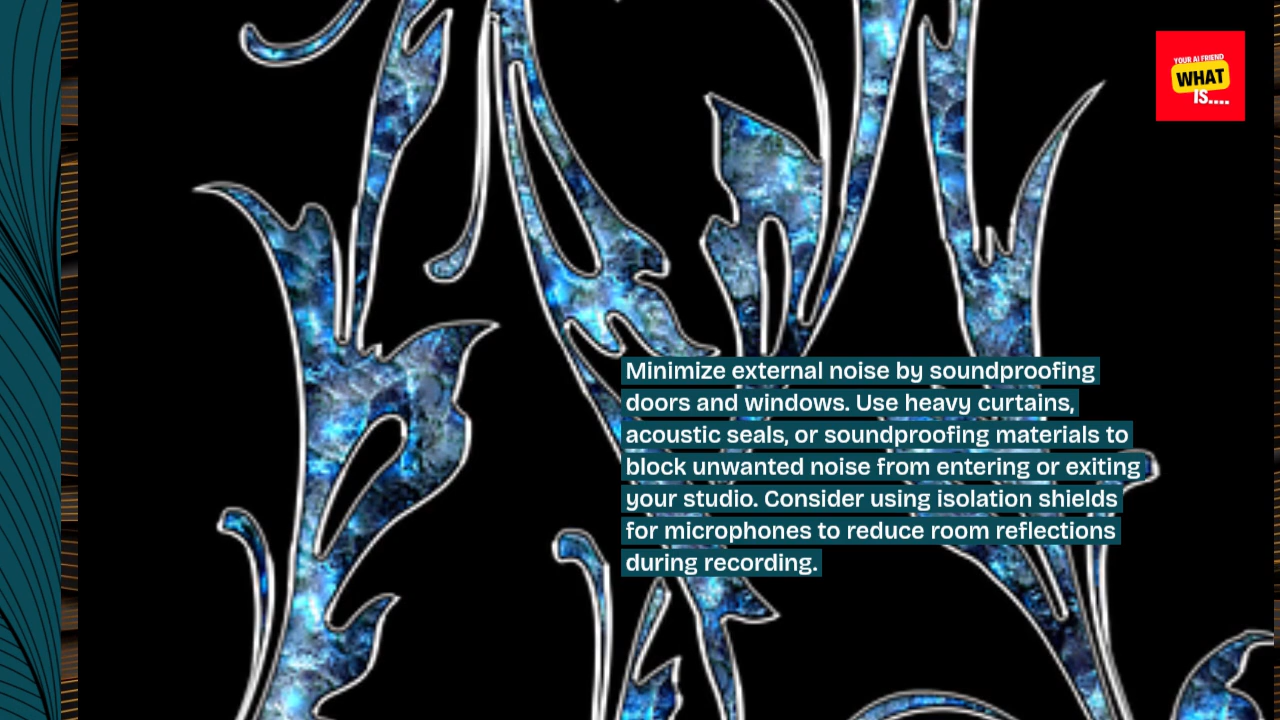 YOUR AI FRIEND
WHAT
IS....
Minimize external noise by soundproofing
doors and windows. Use heavy curtains,
acoustic seals, or soundproofing materials to
block unwanted noise from entering or exiting
your studio. Consider using isolation shields
for microphones to reduce room reflections
during recording.